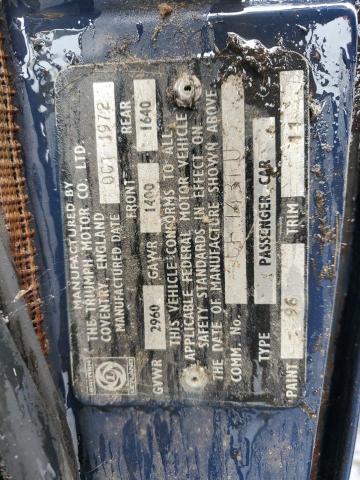 MANUFACTURED BY
THE TRIUMPH MOTOR CO. LTD.
COVENTRY ENGLAND OCT 1972
MANUFACTURED DATE
FRONT REAR
GVWR 2960 GAWR 1400 1640
THIS VEHICLE CONFORMS TO ALL
APPLICABLE FEDERAL MOTOR VEHICLE
SAFETY STANDARDS IN EFFECT ON
THE DATE OF MANUFACTURE SHOWN ABOVE
COMM No.
TYPE PASSENGER CAR
PAINT 96 TRIM 11